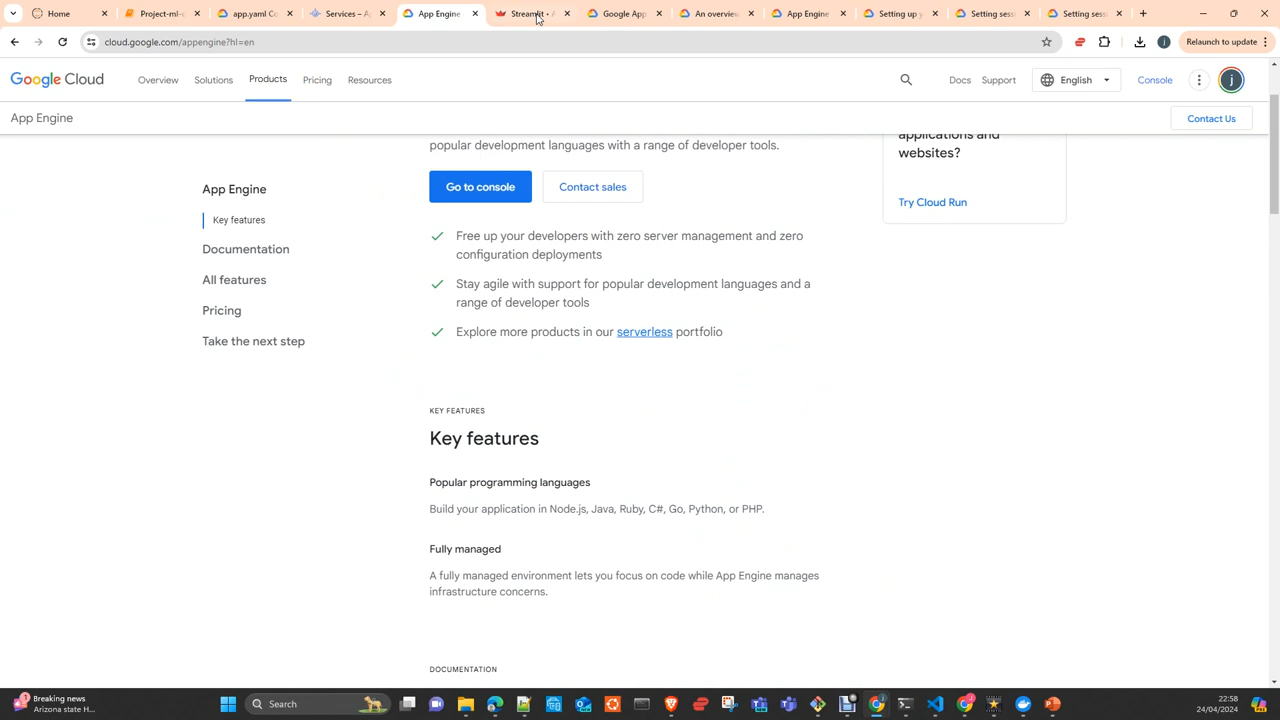 Home
Project-ml-d
app.yaml Co
Services – Ap
App Engine
Streamlit • A
Google App
An overview
App Engine
Setting up y
Setting sess
Setting sess
cloud.google.com/appengine?hl=en
j
Relaunch to update
Google Cloud
Overview
Solutions
Products
Pricing
Resources
Docs
Support
English
Console
j
App Engine
Contact Us
popular development languages with a range of developer tools.
applications and
websites?
Try Cloud Run
Go to console
Contact sales
App Engine
Key features
Documentation
All features
Pricing
Take the next step
Free up your developers with zero server management and zero
configuration deployments
Stay agile with support for popular development languages and a
range of developer tools
Explore more products in our serverless portfolio
KEY FEATURES
Key features
Popular programming languages
Build your application in Node.js, Java, Ruby, C#, Go, Python, or PHP.
Fully managed
A fully managed environment lets you focus on code while App Engine manages
infrastructure concerns.
DOCUMENTATION
1
Breaking news
Arizona state H...
Search
22:58
24/04/2024